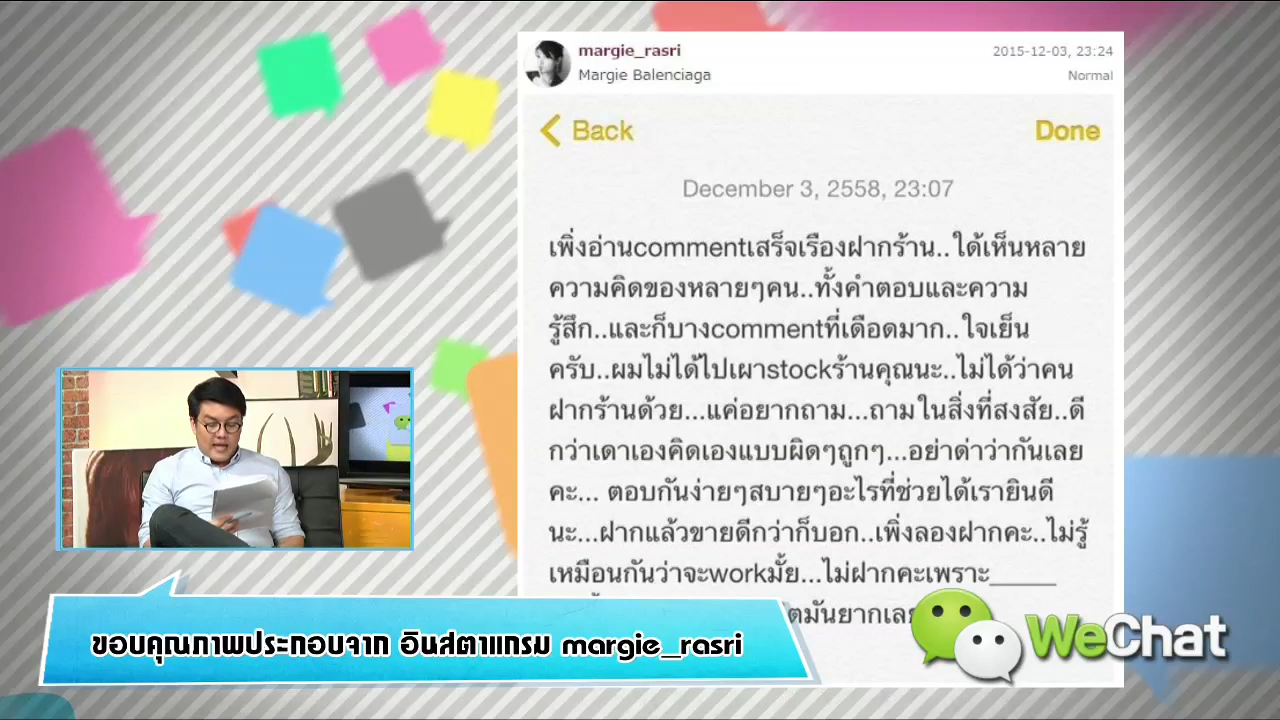 margie_rasri
2015-12-03, 23:24
Margie Balenciaga
Normal
Back
Done
December 3, 2558, 23:07
เพิ่งอ่านcommentเสร็จเรืองฝากร้าน..ใด้เห็นหลาย
ความคิดของหลายๆคน..ทั้งคำตอบและความ
รู้สึก..และก็บางcommentที่เดือดมาก..ใจเย็น
ครับ..ผมไม่ได้ไปเผาstockร้านคุณนะ..ไม่ได้ว่าคน
ฝากร้านด้วย...แค่อยากถาม...ถามในสิ่งที่สงสัย..ดี
กว่าเดาเองคิดเองแบบผิดๆถูกๆ...อย่าด่าว่ากันเลย
คะ... ตอบกันง่ายๆสบายๆอะไรที่ช่วยได้เรายินดี
นะ...ฝากแล้วขายดีกว่าก็บอก..เพิ่งลองฝากคะ..ไม่รู้
เหมือนกันว่าจะworkมั้ย...ไม่ฝากคะเพราะ_____
ตมันยากเลย
ขอบคุณภาพประกอบจาก อินสตาแกรม margie_rasri
WeChat